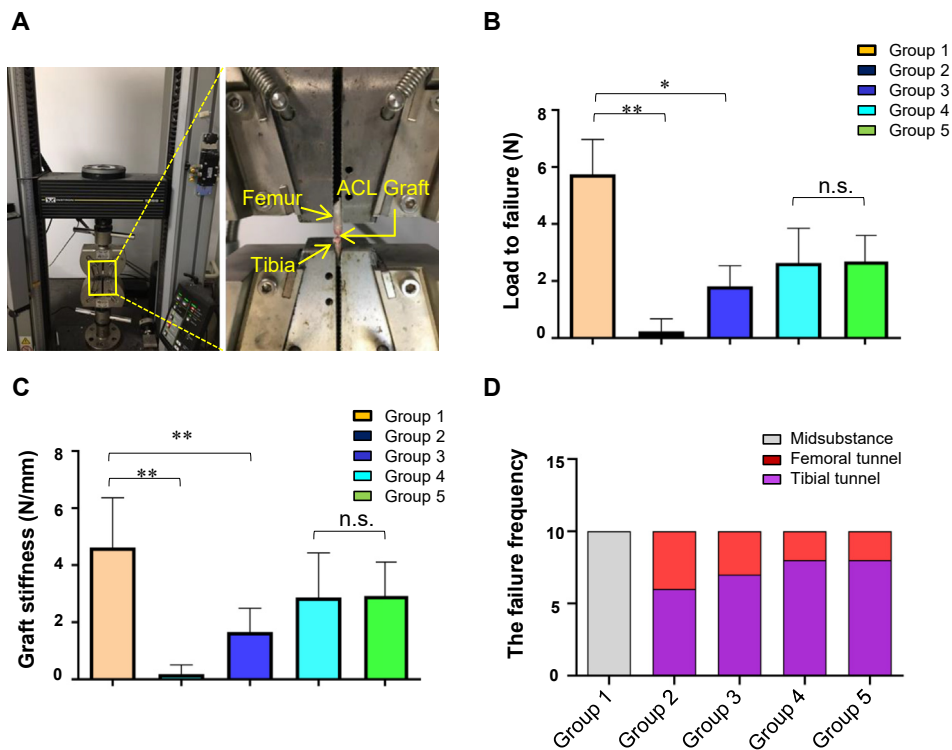 A
Femur
ACL Graft
Tibia
B
Group 1
Group 2
Group 3
Group 4
Group 5
Load to failure (N)
8
6
4
2
0
**
*
n.s.
C
Group 1
Group 2
Group 3
Group 4
Group 5
Graft stiffness (N/mm)
8
6
4
2
0
**
**
n.s.
D
Midsubstance
Femoral tunnel
Tibial tunnel
The failure frequency
15
10
5
0
Group 1
Group 2
Group 3
Group 4
Group 5